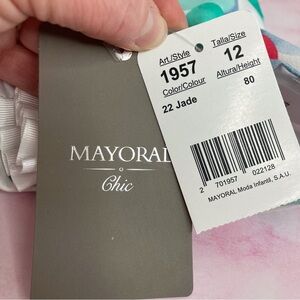 MAYORAL
Chic
Art./Style
1957
Color/Colour
22 Jade
Talla/Size
12
Altura/Height
80
2 701957 022128
MAYORAL Moda Infantil, S.A.U.